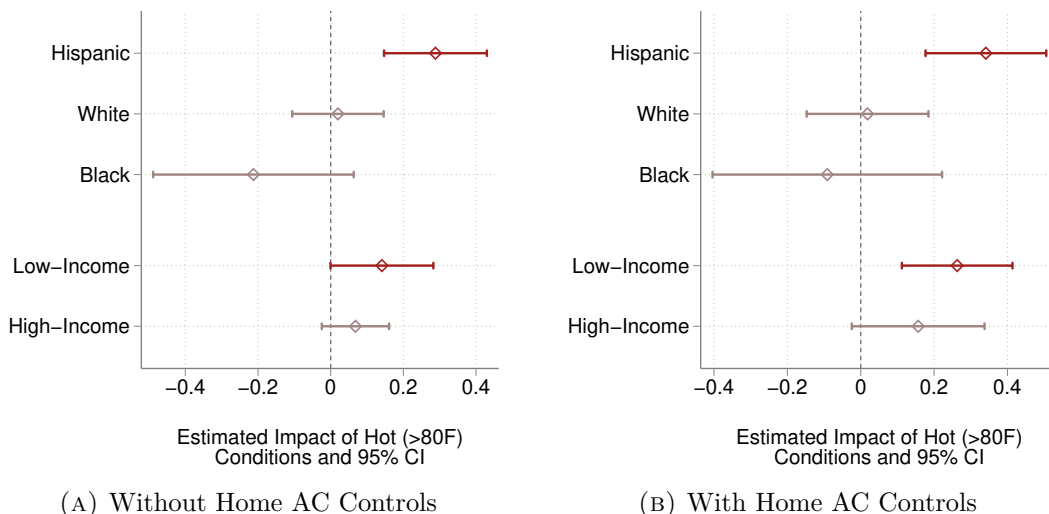 Hispanic
White
Black
Low−Income
High−Income
−0.4 −0.2 0 0.2 0.4
Estimated Impact of Hot (>80F)
Conditions and 95% CI
(A) Without Home AC Controls
Hispanic
White
Black
Low−Income
High−Income
−0.4 −0.2 0 0.2 0.4
Estimated Impact of Hot (>80F)
Conditions and 95% CI
(B) With Home AC Controls